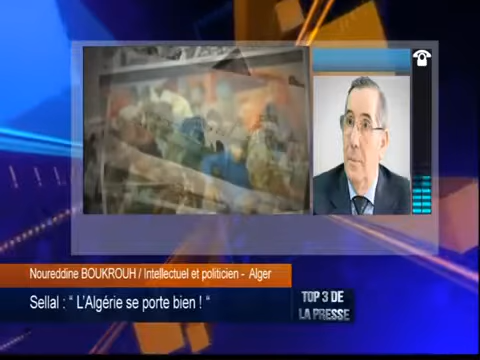 Noureddine BOUKROUH / Intellectuel et politicien - Alger
Sellal : “ L'Algérie se porte bien ! “
TOP 3 DE
LA PRESSE